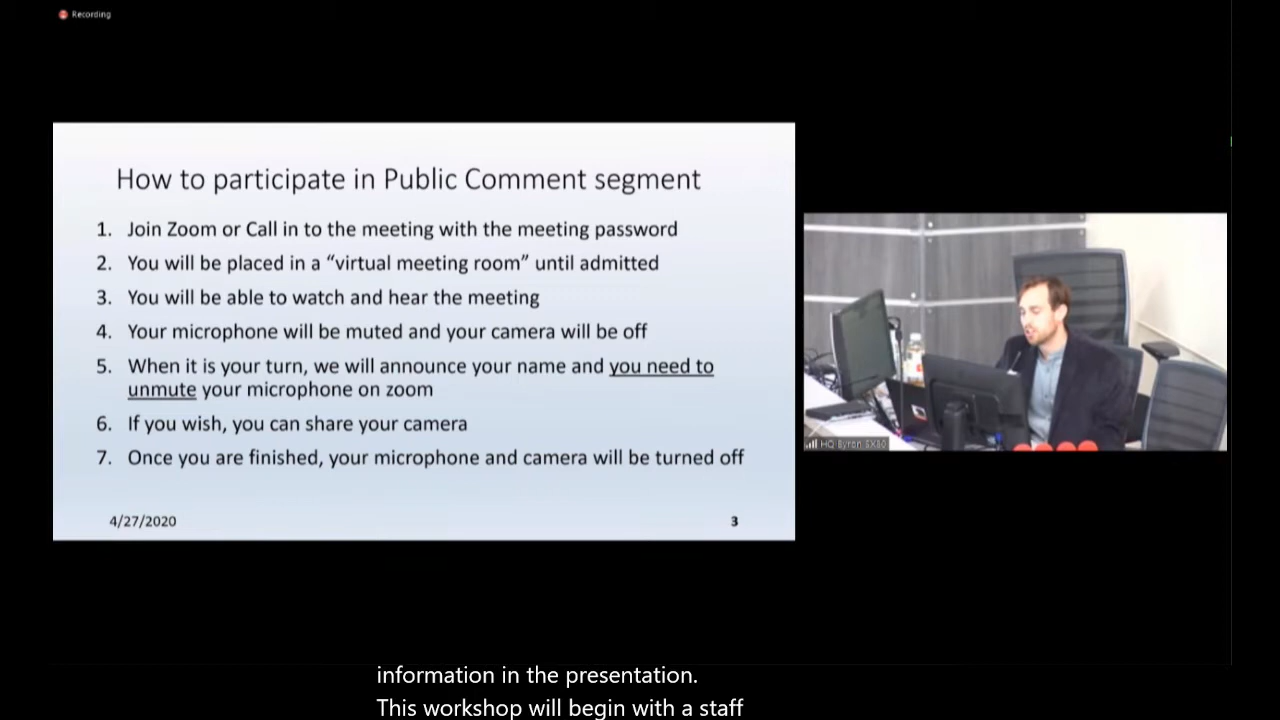 Recording
How to participate in Public Comment segment
1. Join Zoom or Call in to the meeting with the meeting password
2. You will be placed in a “virtual meeting room” until admitted
3. You will be able to watch and hear the meeting
4. Your microphone will be muted and your camera will be off
5. When it is your turn, we will announce your name and you need to
unmute your microphone on zoom
6. If you wish, you can share your camera
7. Once you are finished, your microphone and camera will be turned off
4/27/2020
3
HQ Byron SX80
information in the presentation.
This workshop will begin with a staff